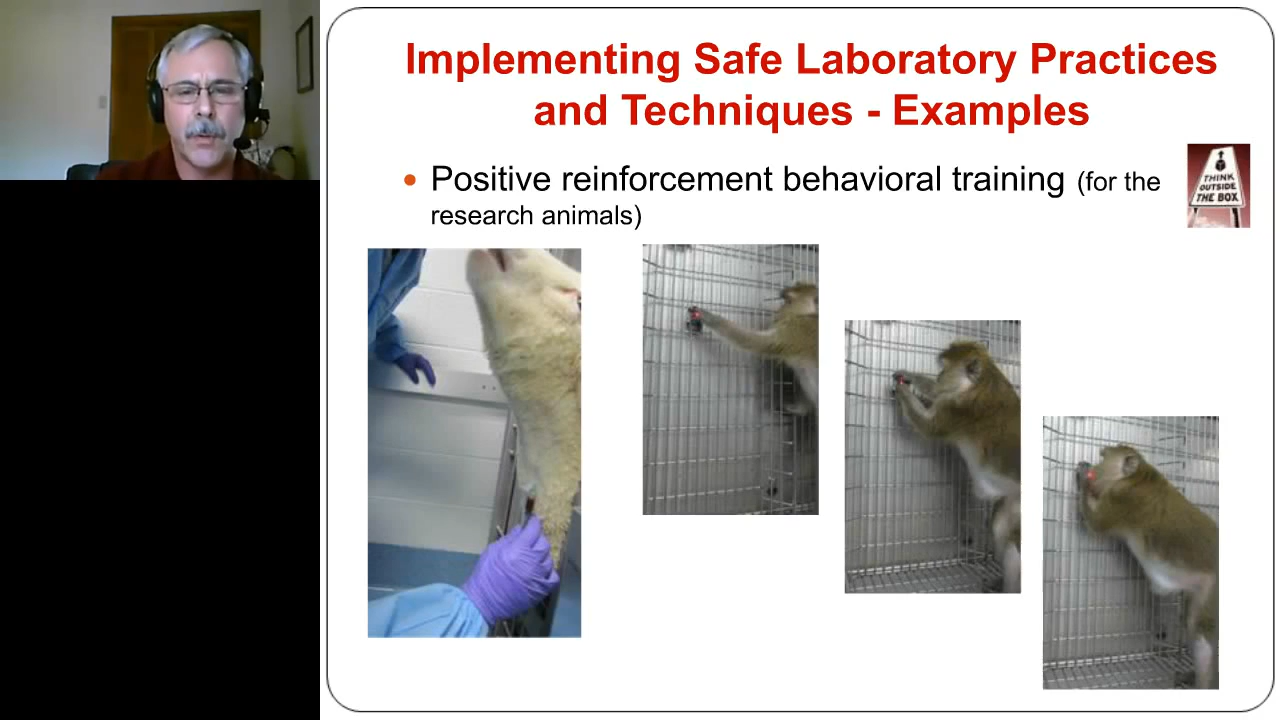 Implementing Safe Laboratory Practices
and Techniques - Examples
• Positive reinforcement behavioral training (for the
research animals)
THINK
OUTSIDE
THE BOX